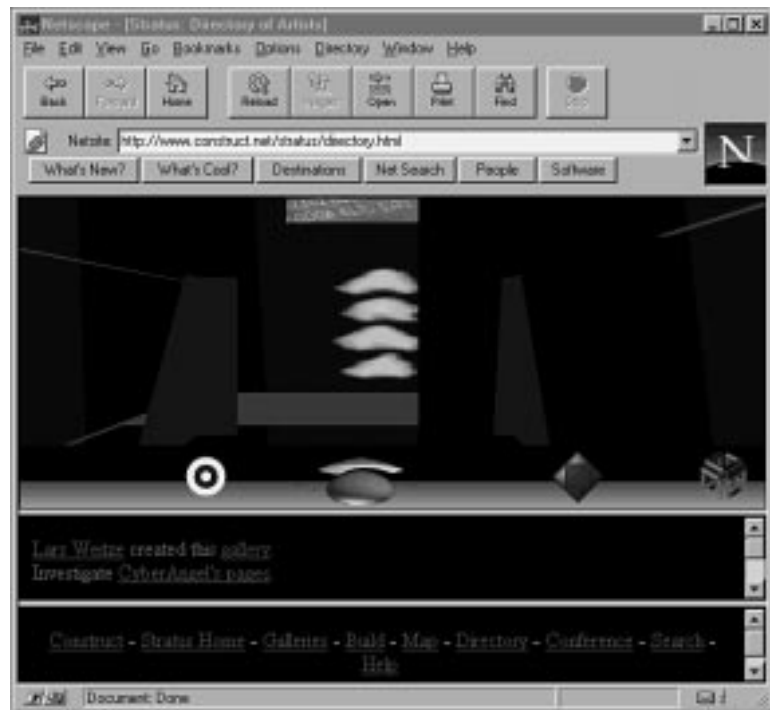 Netscape - [Stratus: Directory of Artists]
File Edit View Go Bookmarks Options Directory Window Help
Back Forward Home Reload Images Open Print Find Stop
Netsite: http://www.construct.net/stratus/directory.html
N
What's New? What's Cool? Destinations Net Search People Software
Lars Weitze created this gallery.
Investigate CyberAngel's pages.
Construct - Stratus Home - Galleries - Build - Map - Directory - Conference - Search -
Help
Document: Done